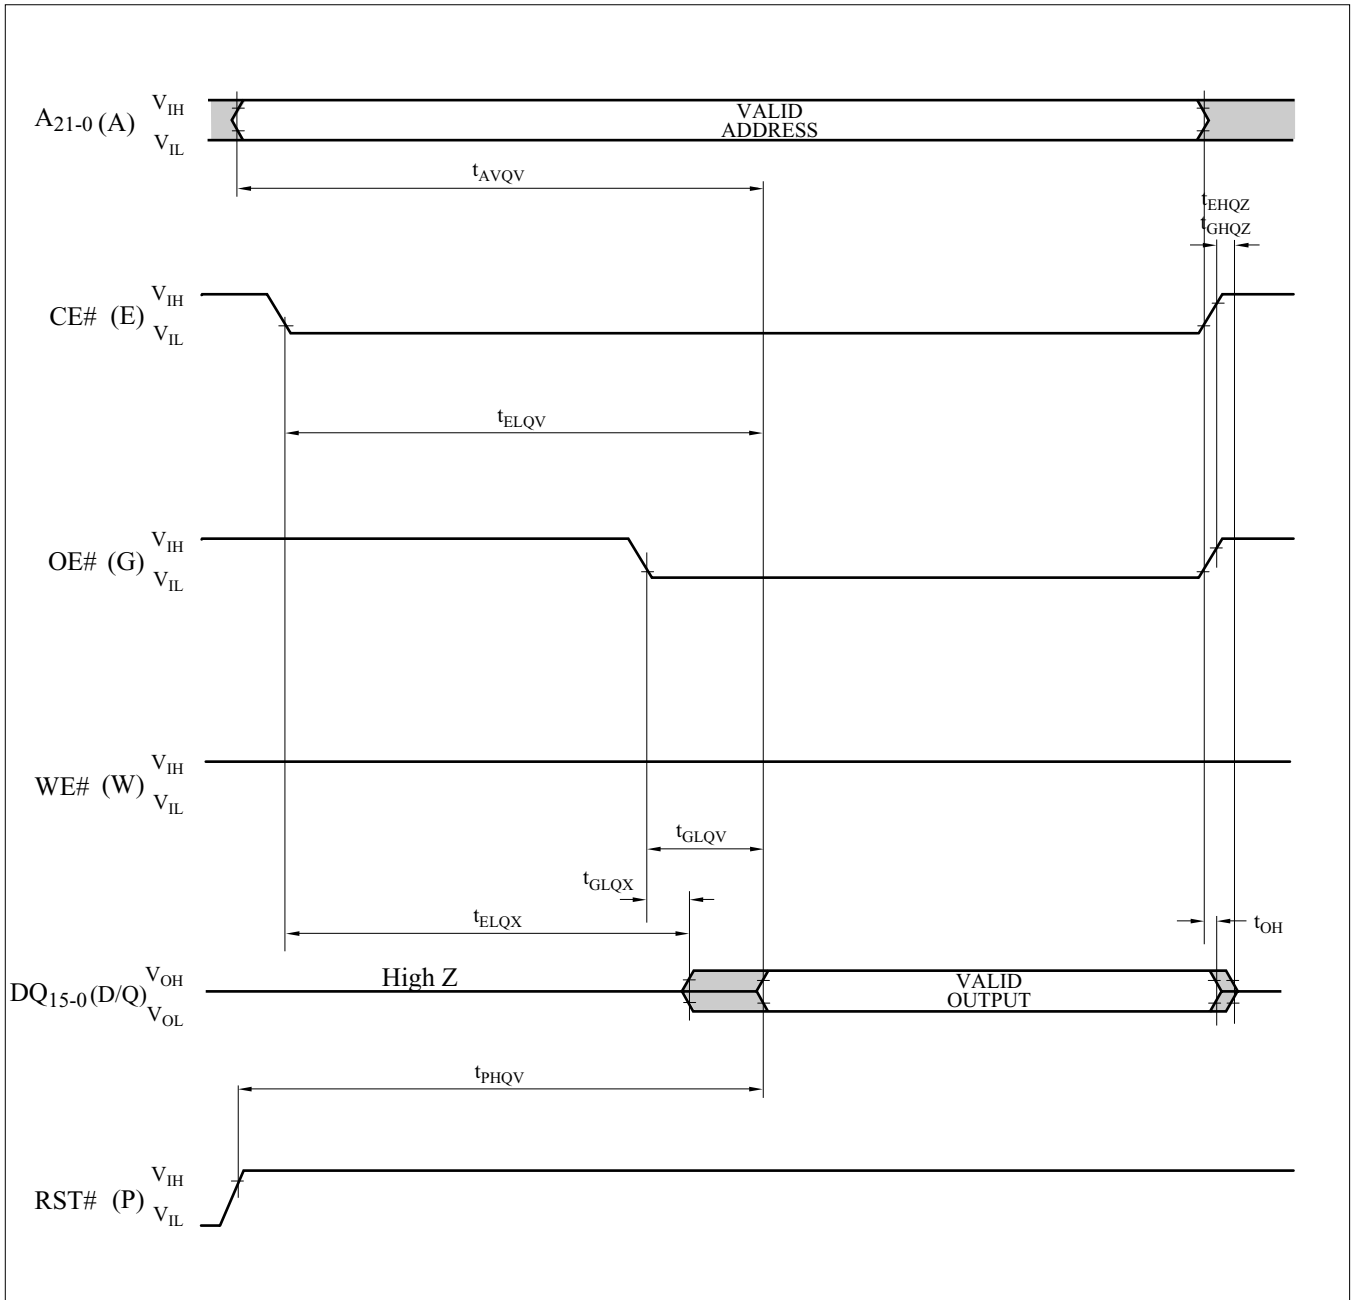 A21-0 (A) VIH VIL
VALID
ADDRESS
tAVQV
tEHQZ
tGHQZ
CE# (E) VIH VIL
tELQV
OE# (G) VIH VIL
WE# (W) VIH VIL
tGLQV
tGLQX
tELQX
tOH
DQ15-0 (D/Q) VOH VOL
High Z
VALID
OUTPUT
tPHQV
RST# (P) VIH VIL